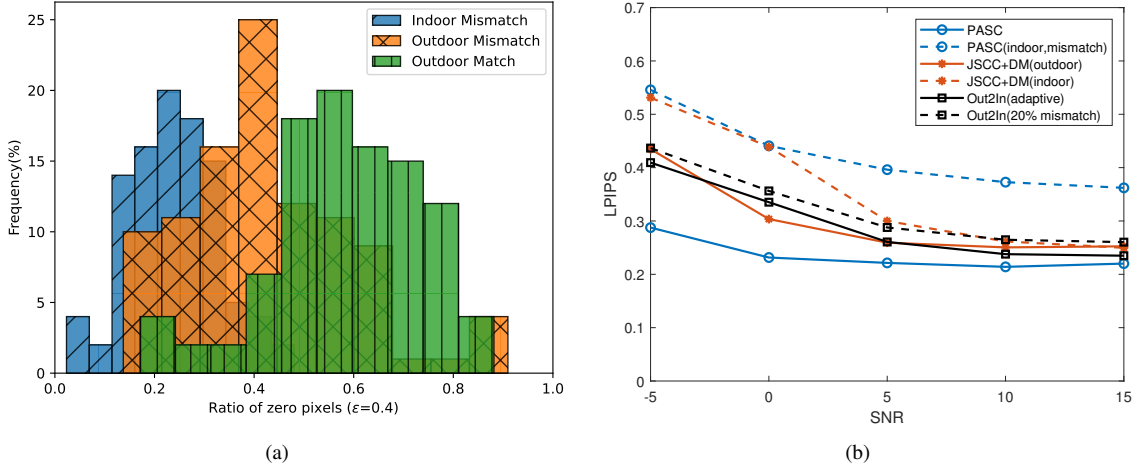 25
20
15
10
5
0
Frequency(%)
Indoor Mismatch
Outdoor Mismatch
Outdoor Match
0.0
0.2
0.4
0.6
0.8
1.0
Ratio of zero pixels (ε=0.4)
(a)
0.7
0.6
0.5
0.4
0.3
0.2
0.1
0
LPIPS
PASC
PASC(indoor,mismatch)
JSCC+DM(outdoor)
JSCC+DM(indoor)
Out2In(adaptive)
Out2In(20% mismatch)
-5
0
5
10
15
SNR
(b)